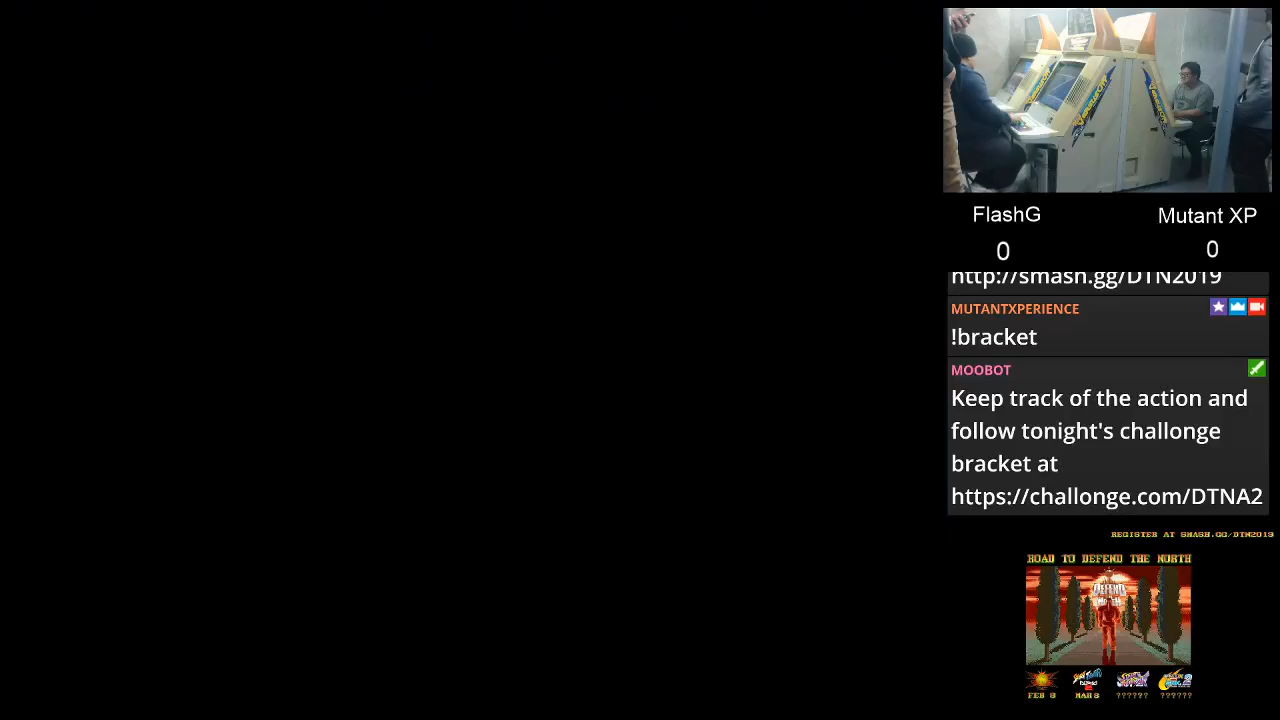 FlashG
Mutant XP
0
0
http://smash.gg/DTN2019
MUTANTXPERIENCE
!bracket
MOOBOT
Keep track of the action and
follow tonight's challonge
bracket at
https://challonge.com/DTNA2
REGISTER AT SMASH.GG/DTN2019
ROAD TO DEFEND THE NORTH
DEFEND
FEB 8
MAR 8
??????
??????